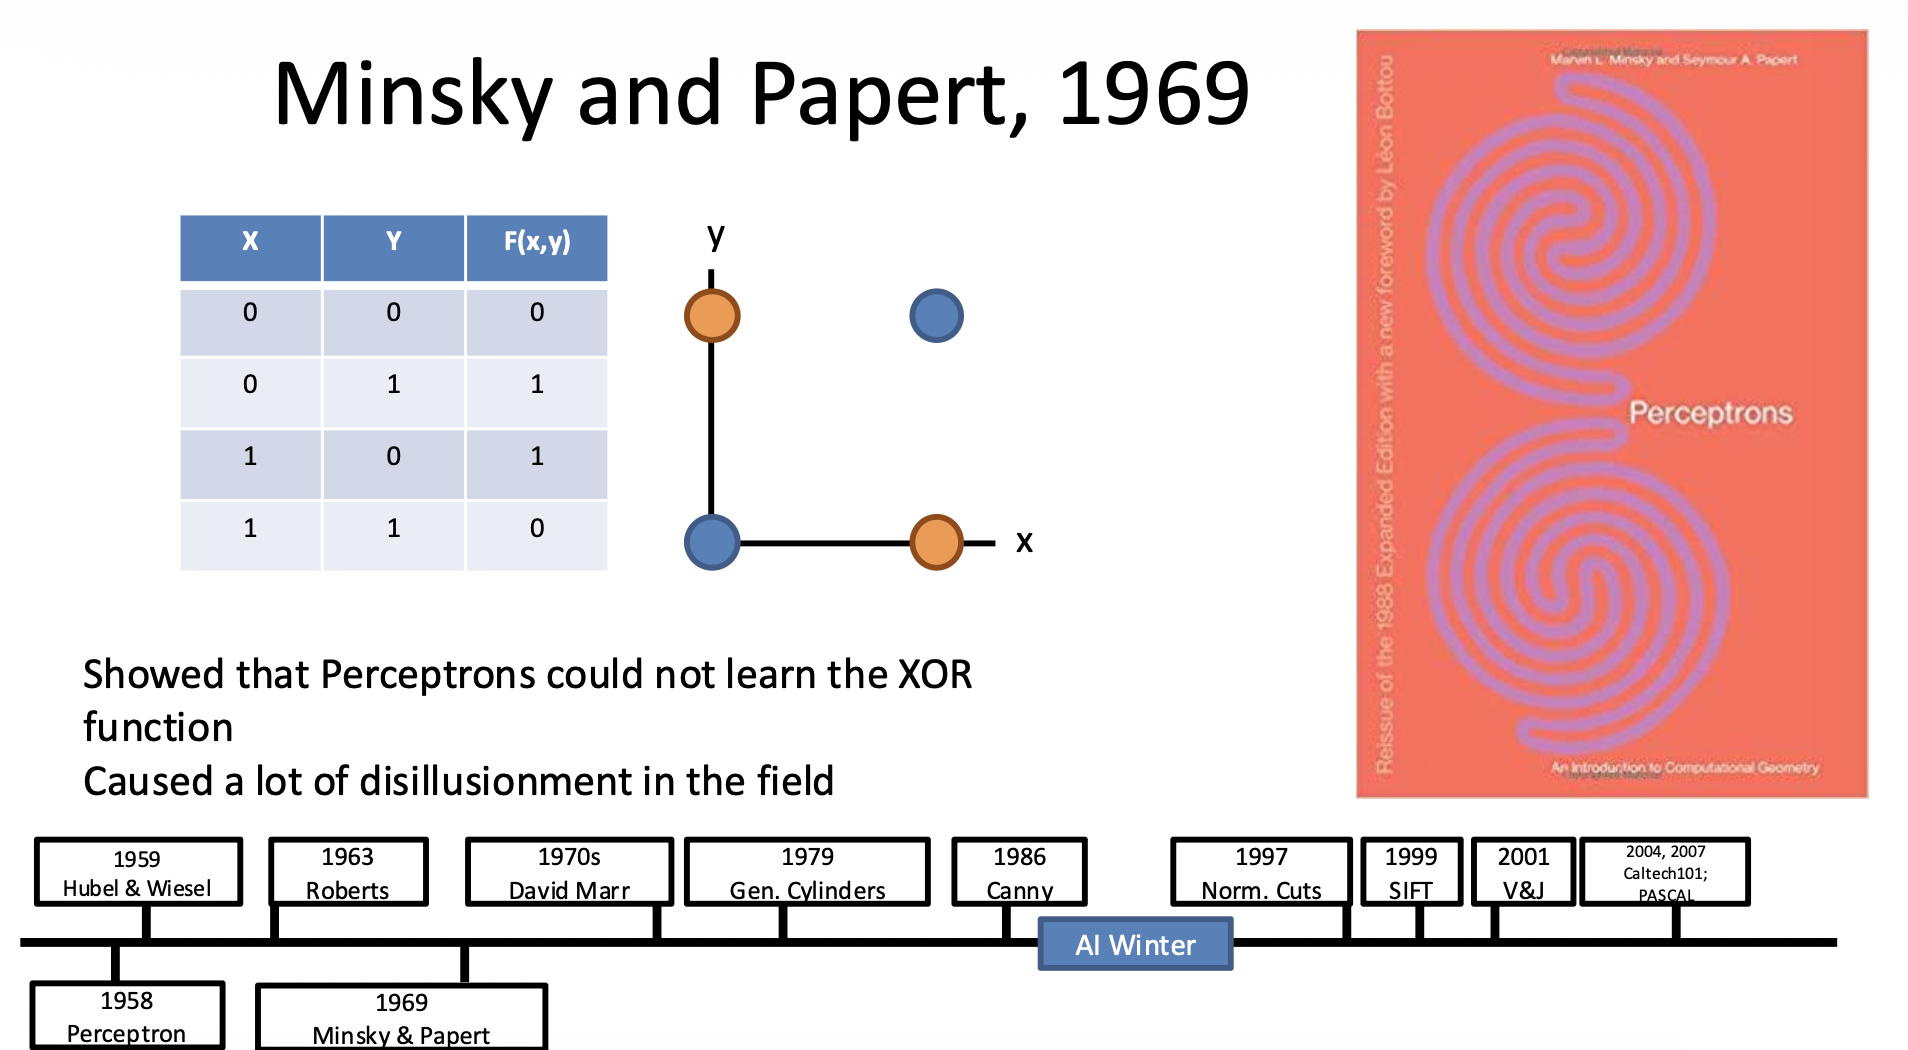 Minsky and Papert, 1969
X Y F(x,y)
0 0 0
0 1 1
1 0 1
1 1 0
y
x
Marvin L. Minsky and Seymour A. Papert
Reissue of the 1988 Expanded Edition with a new foreword by Léon Bottou
Perceptrons
An Introduction to Computational Geometry
Showed that Perceptrons could not learn the XOR
function
Caused a lot of disillusionment in the field
1959
Hubel & Wiesel
1963
Roberts
1970s
David Marr
1979
Gen. Cylinders
1986
Canny
1997
Norm. Cuts
1999
SIFT
2001
V&J
2004, 2007
Caltech101;
PASCAL
AI Winter
1958
Perceptron
1969
Minsky & Papert